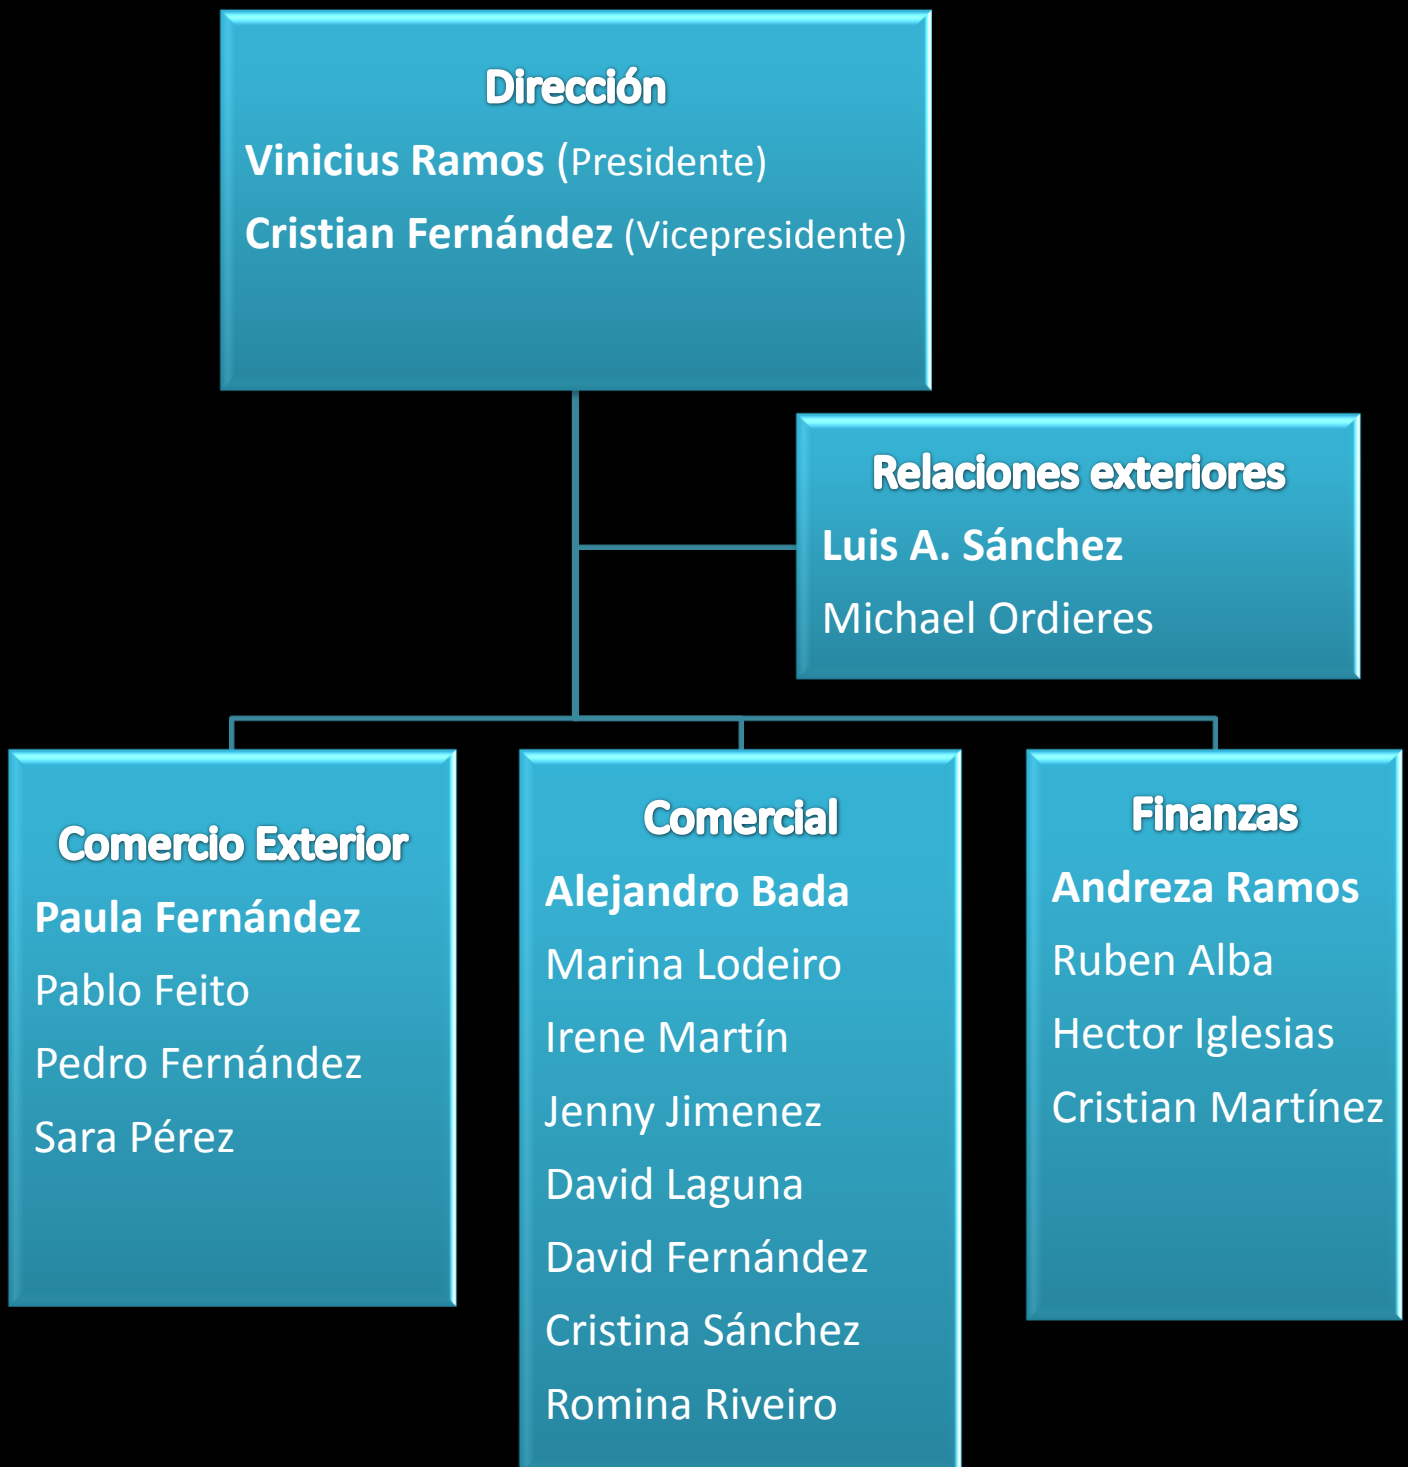 Dirección
Vinicius Ramos (Presidente)
Cristian Fernández (Vicepresidente)
Relaciones exteriores
Luis A. Sánchez
Michael Ordieres
Comercio Exterior
Paula Fernández
Pablo Feito
Pedro Fernández
Sara Pérez
Comercial
Alejandro Bada
Marina Lodeiro
Irene Martín
Jenny Jimenez
David Laguna
David Fernández
Cristina Sánchez
Romina Riveiro
Finanzas
Andreza Ramos
Ruben Alba
Hector Iglesias
Cristian Martínez